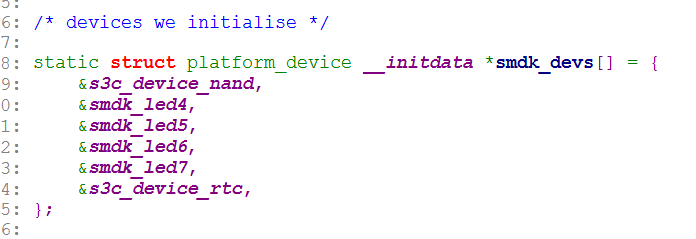 5:
6: /* devices we initialise */
7:
8: static struct platform_device __initdata *smdk_devs[] = {
9:     &s3c_device_nand,
0:     &smdk_led4,
1:     &smdk_led5,
2:     &smdk_led6,
3:     &smdk_led7,
4:     &s3c_device_rtc,
5: };
6: